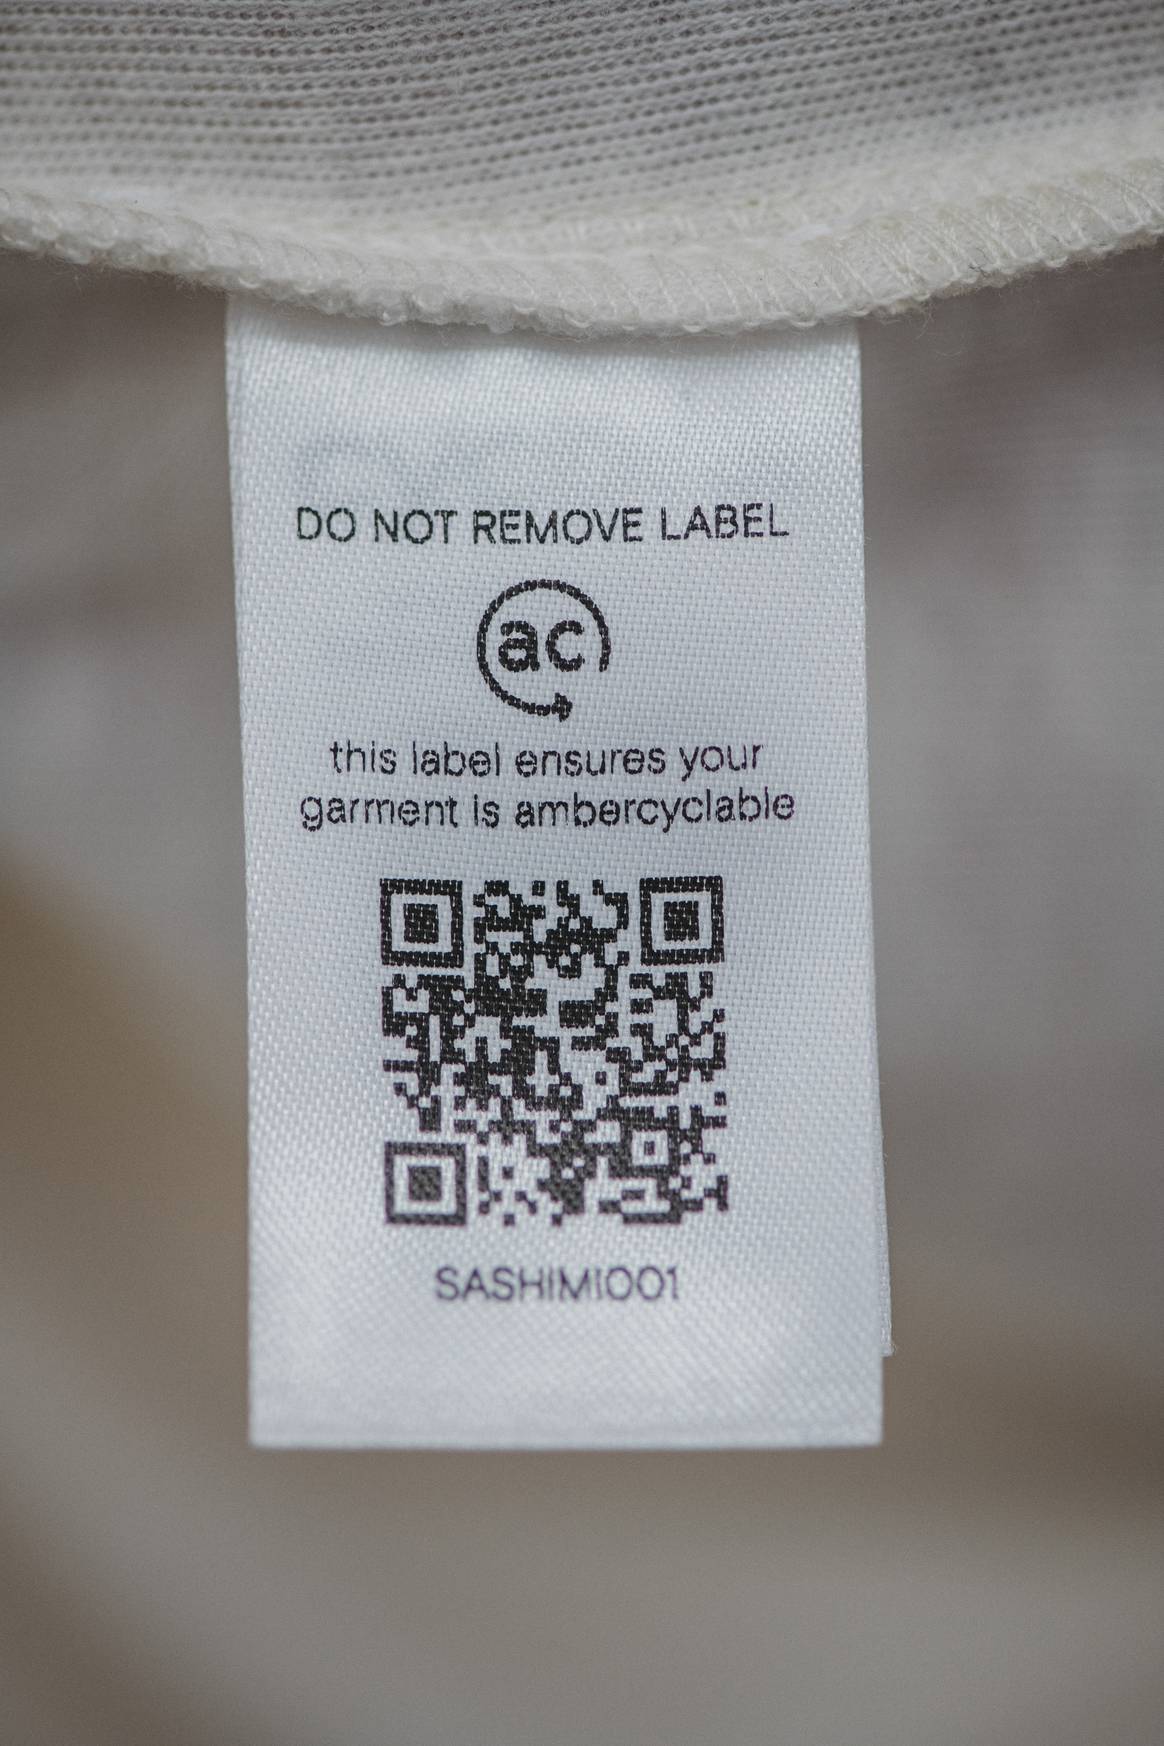 DO NOT REMOVE LABEL
ac
this label ensures your
garment is ambercyclable
SASHIMI001